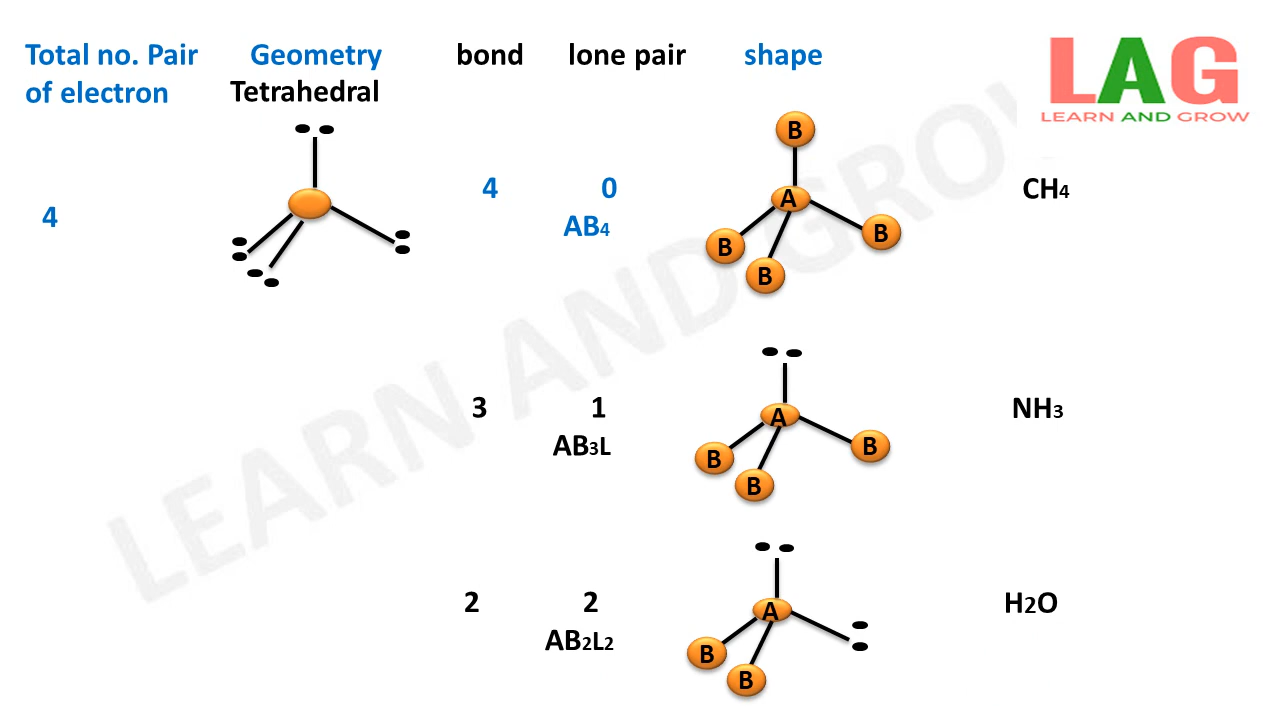 Total no. Pair of electron
Geometry
bond
lone pair
shape
Tetrahedral
LAG
LEARN AND GROW
4
4
0
AB4
B
A
B
B
B
CH4
3
1
AB3L
A
B
B
B
NH3
2
2
AB2L2
A
B
B
H2O
LEARN AND GROW